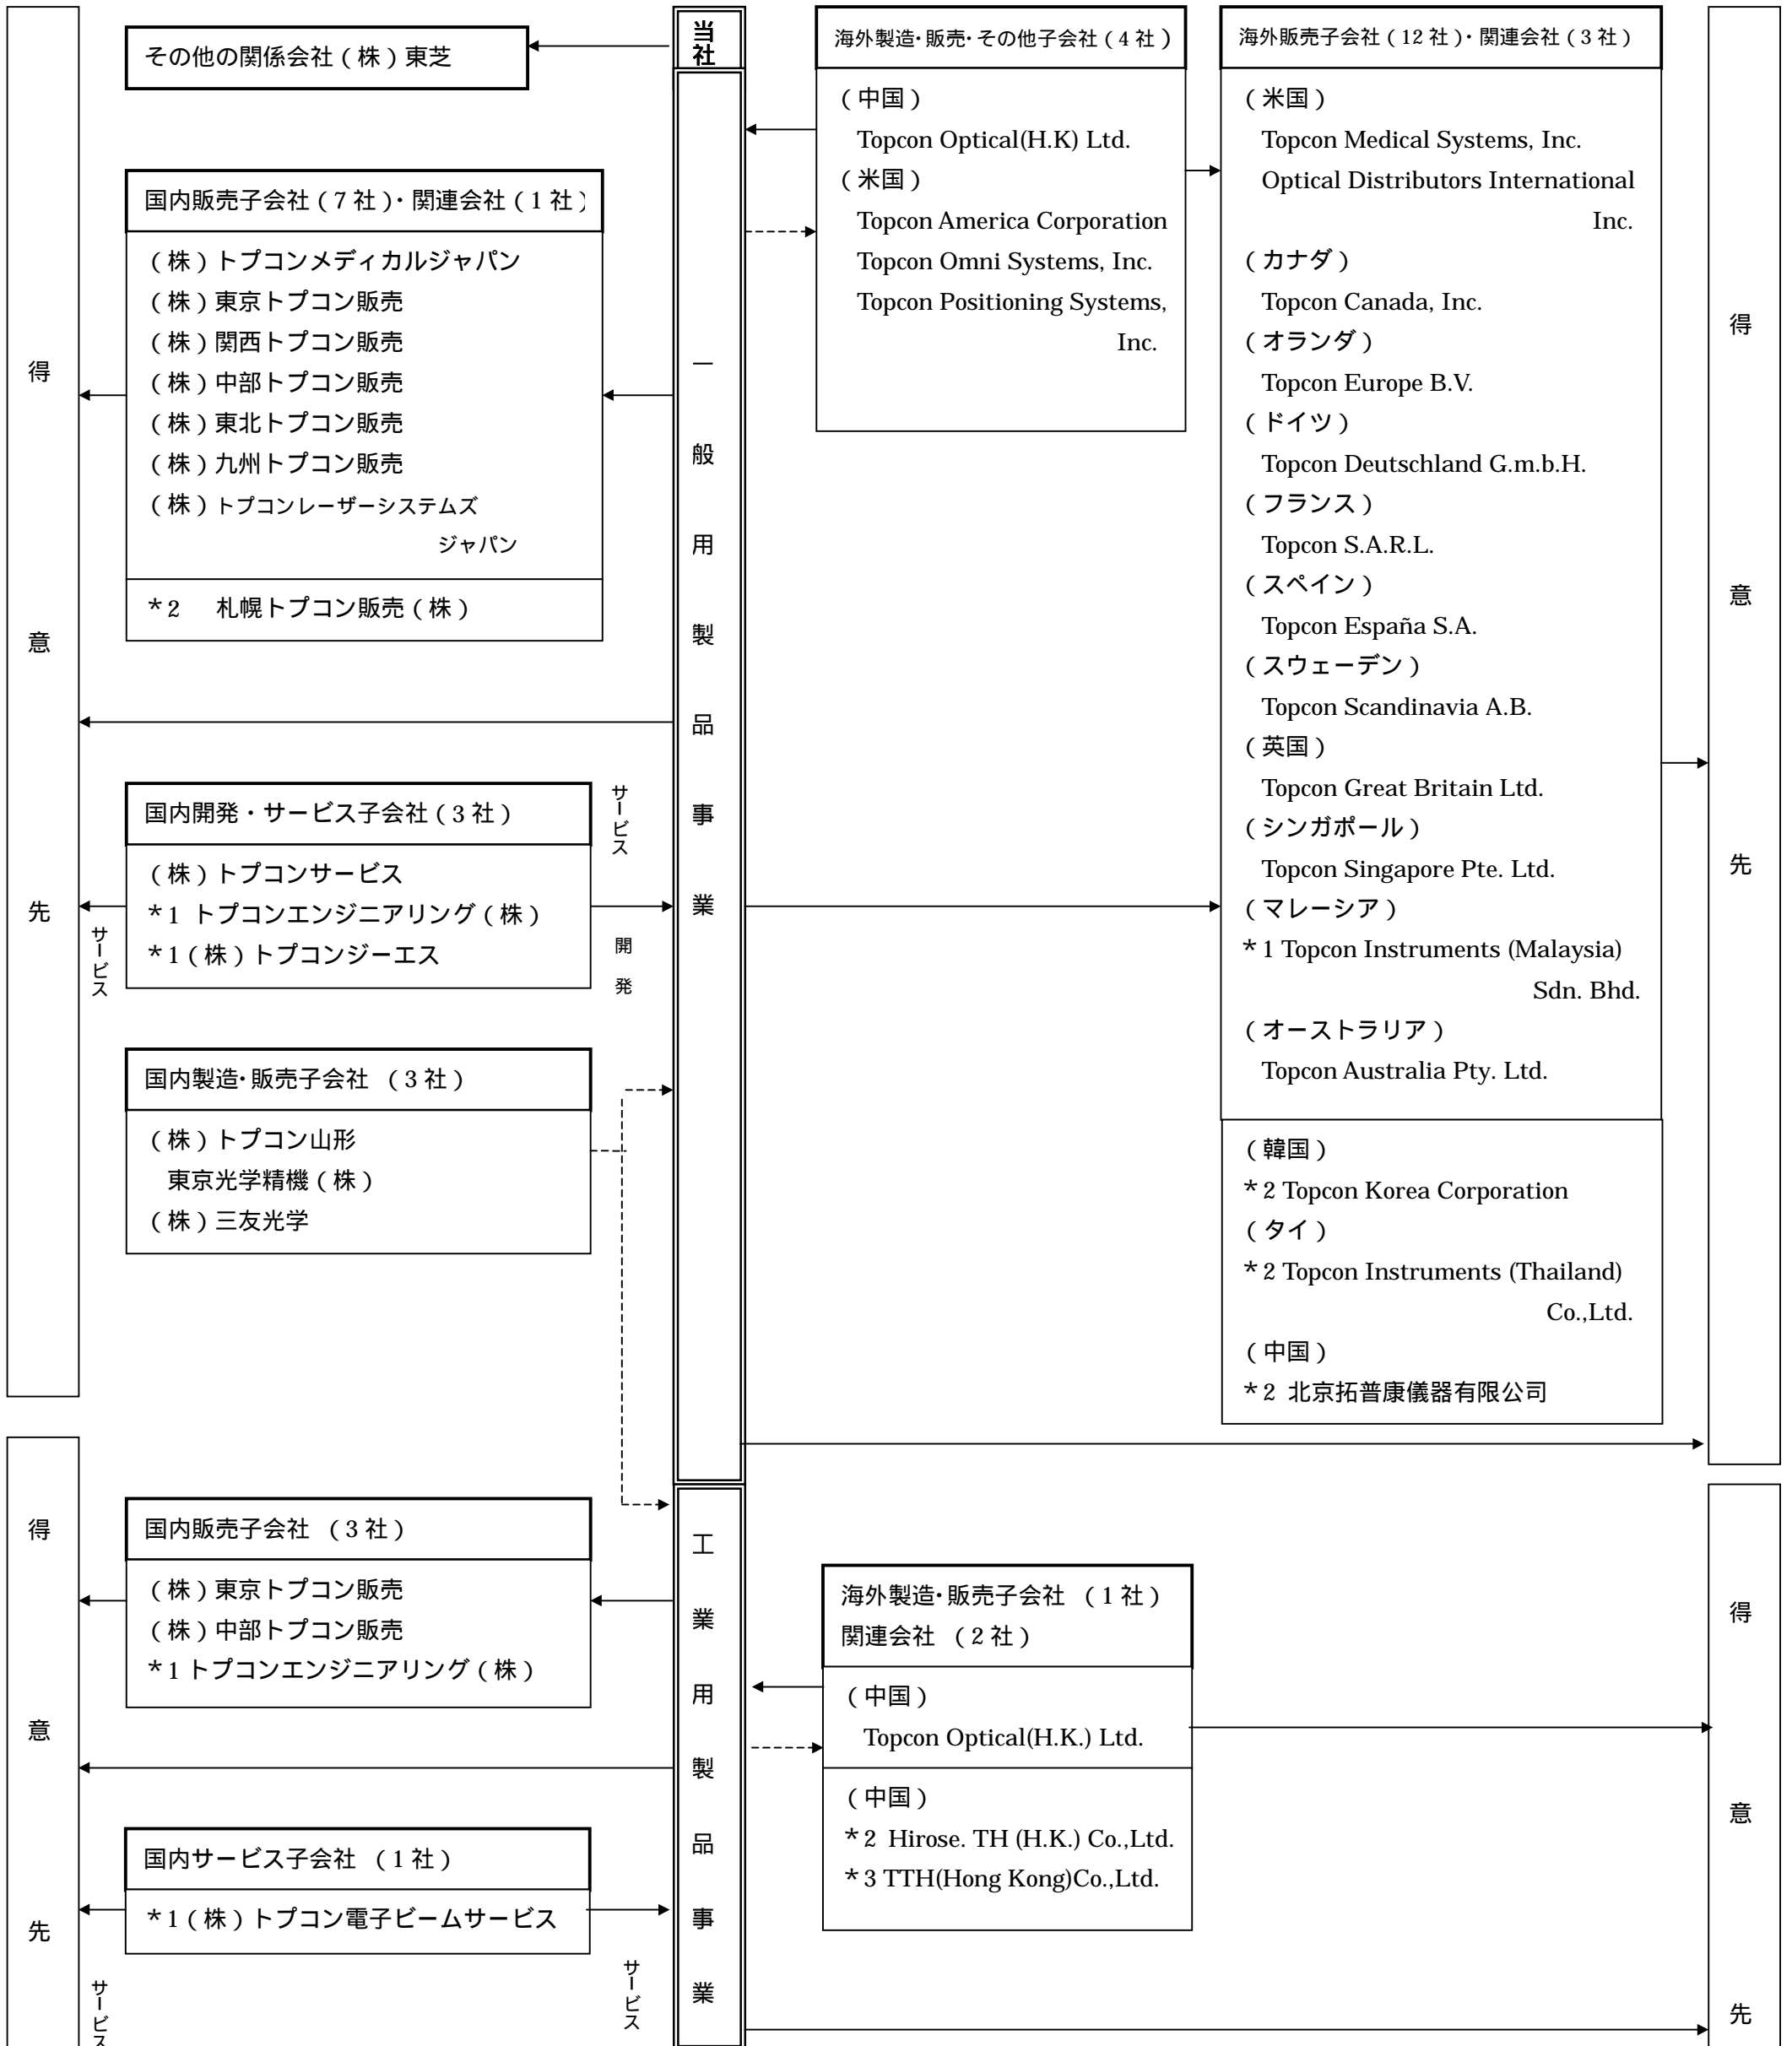 当社
その他の関係会社（株）東芝
国内販売子会社（7 社）・関連会社（1 社）
（株）トプコンメディカルジャパン
（株）東京トプコン販売
（株）関西トプコン販売
（株）中部トプコン販売
（株）東北トプコン販売
（株）九州トプコン販売
（株）トプコンレーザーシステムズ
ジャパン
*2 札幌トプコン販売（株）
得意先
国内開発・サービス子会社（3 社）
（株）トプコンサービス
*1 トプコンエンジニアリング（株）
*1（株）トプコンジーエス
サービス
サービス
開発
国内製造・販売子会社 （3 社）
（株）トプコン山形
東京光学精機（株）
（株）三友光学
一般用製品事業
海外製造・販売・その他子会社（4 社）
（中国）
Topcon Optical(H.K) Ltd.
（米国）
Topcon America Corporation
Topcon Omni Systems, Inc.
Topcon Positioning Systems,
Inc.
海外販売子会社（12 社）・関連会社（3 社）
（米国）
Topcon Medical Systems, Inc.
Optical Distributors International
Inc.
（カナダ）
Topcon Canada, Inc.
（オランダ）
Topcon Europe B.V.
（ドイツ）
Topcon Deutschland G.m.b.H.
（フランス）
Topcon S.A.R.L.
（スペイン）
Topcon España S.A.
（スウェーデン）
Topcon Scandinavia A.B.
（英国）
Topcon Great Britain Ltd.
（シンガポール）
Topcon Singapore Pte. Ltd.
（マレーシア）
*1 Topcon Instruments (Malaysia)
Sdn. Bhd.
（オーストラリア）
Topcon Australia Pty. Ltd.
（韓国）
*2 Topcon Korea Corporation
（タイ）
*2 Topcon Instruments (Thailand)
Co.,Ltd.
（中国）
*2 北京拓普康儀器有限公司
得意先
得意先
国内販売子会社 （3 社）
（株）東京トプコン販売
（株）中部トプコン販売
*1 トプコンエンジニアリング（株）
国内サービス子会社 （1 社）
*1（株）トプコン電子ビームサービス
サービス
サービス
工業用製品事業
海外製造・販売子会社 （1 社）
関連会社 （2 社）
（中国）
Topcon Optical(H.K.) Ltd.
（中国）
*2 Hirose. TH (H.K.) Co.,Ltd.
*3 TTH(Hong Kong)Co.,Ltd.
得意先